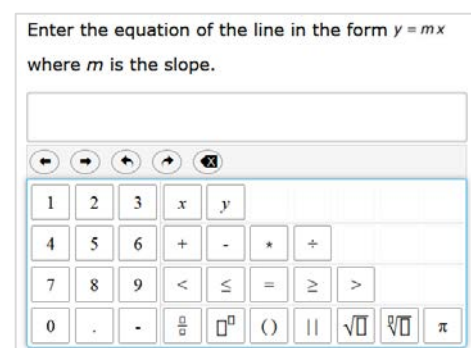 Enter the equation of the line in the form y = mx
where m is the slope.
1 2 3 x y
4 5 6 + - * ÷
7 8 9 < ≤ = ≥ >
0 . - □/□ □^□ () | | √□ ∛□ π